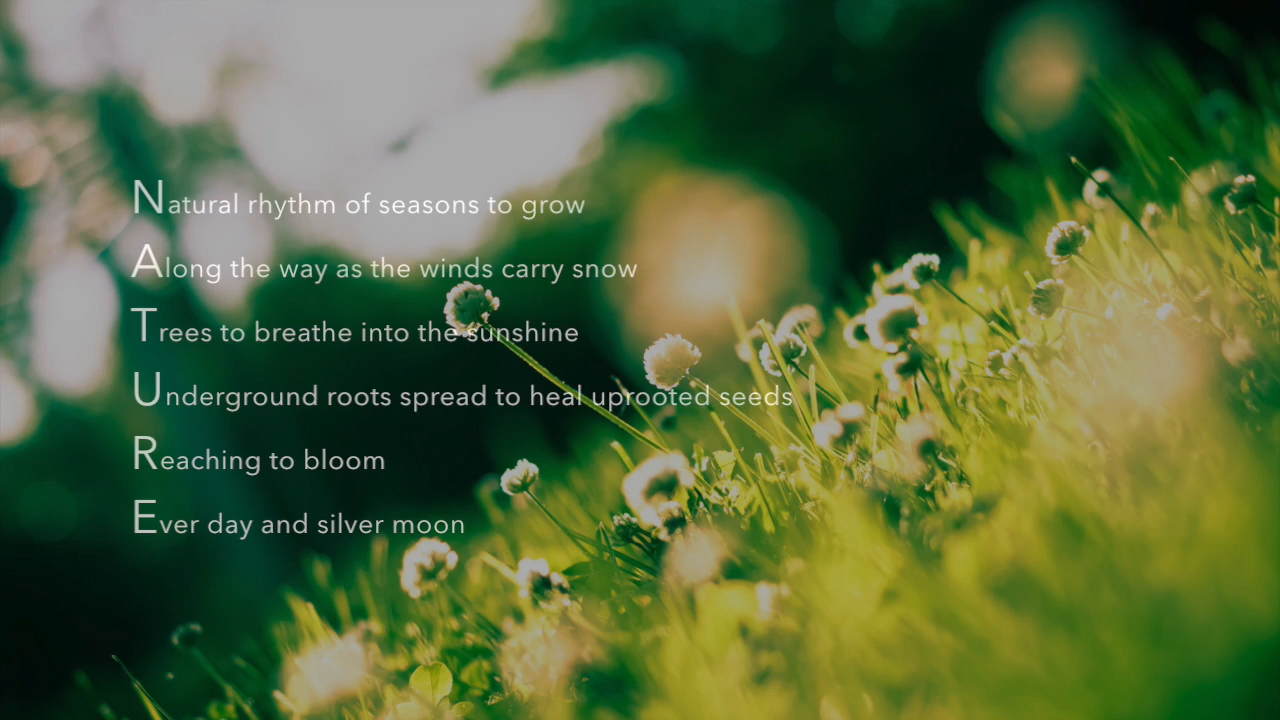 Natural rhythm of seasons to grow
Along the way as the winds carry snow
Trees to breathe into the sunshine
Underground roots spread to heal uprooted seeds
Reaching to bloom
Ever day and silver moon